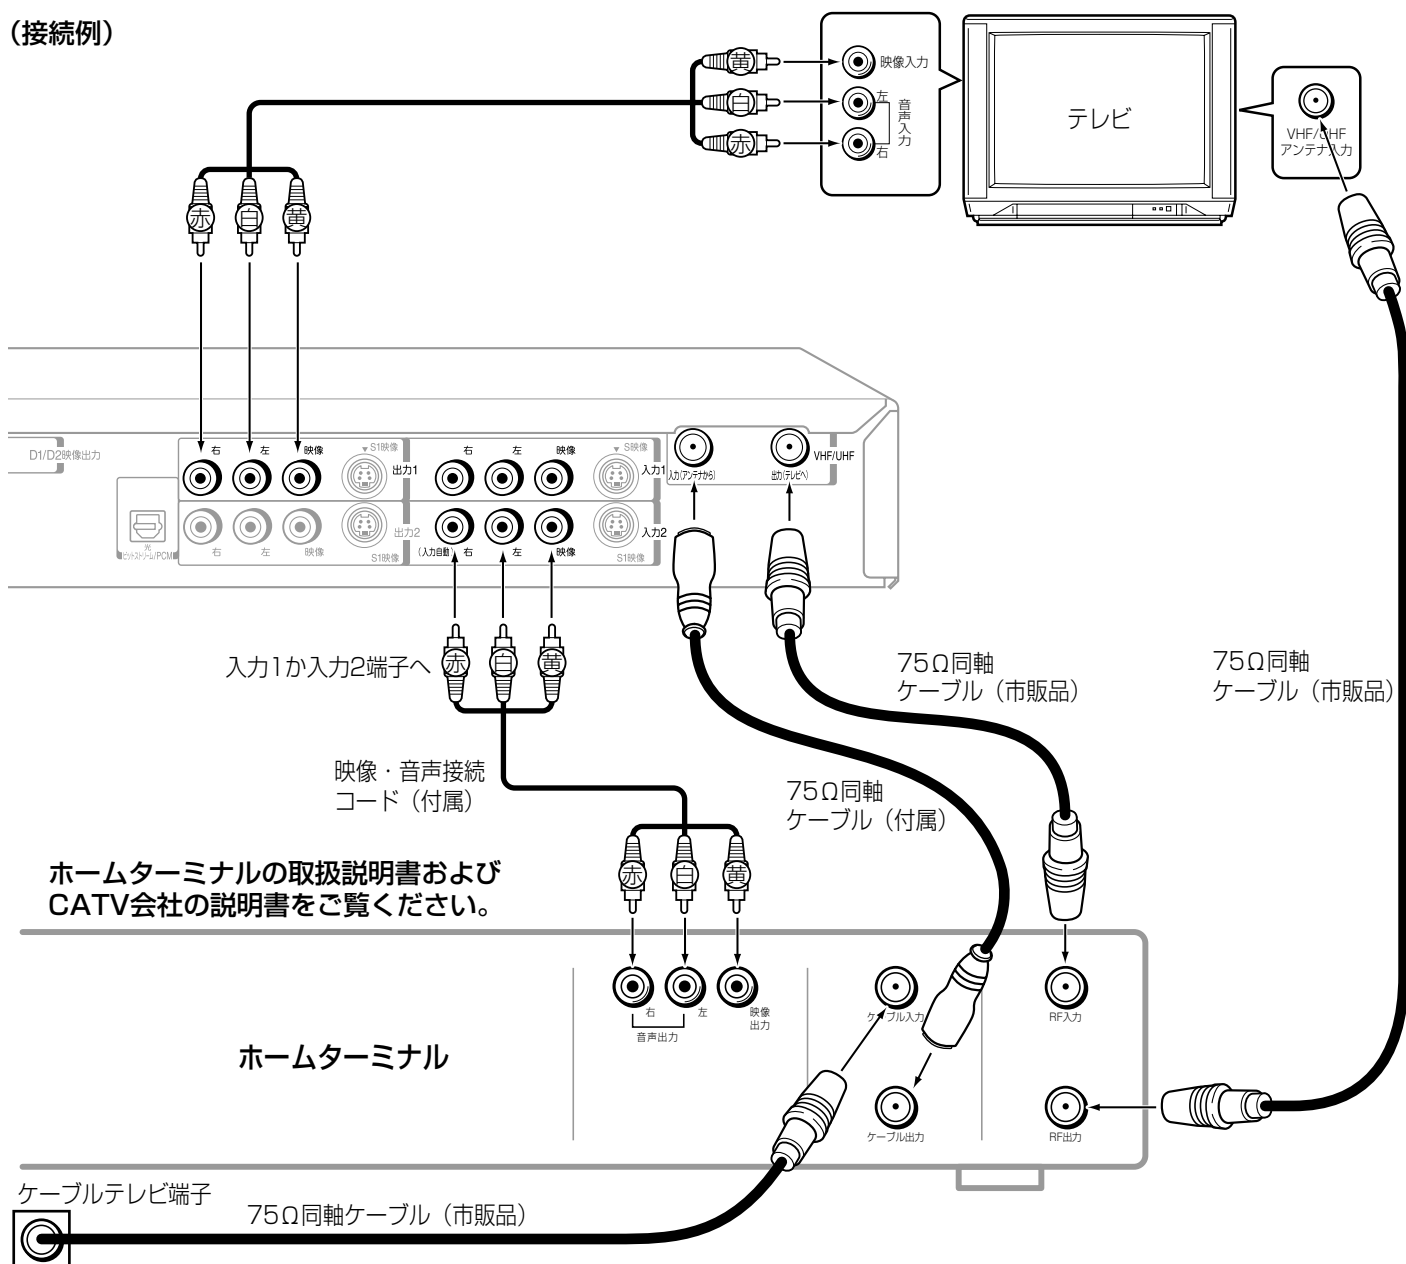 (接続例)
黄
映像入力
白
左
音声入力
赤
右
テレビ
VHF/UHF
アンテナ入力
赤
白
黄
D1/D2映像出力
右
左
映像
▼S1映像
出力1
右
左
映像
▼S映像
入力1
入力(アンテナから)
出力(テレビへ)
VHF/UHF
光
ビットストリーム/PCM
右
左
映像
出力2
S1映像
(入力自動)
右
左
映像
入力2
S1映像
入力1か入力2端子へ
赤
白
黄
75Ω同軸
ケーブル(市販品)
75Ω同軸
ケーブル(市販品)
映像・音声接続
コード(付属)
75Ω同軸
ケーブル(付属)
ホームターミナルの取扱説明書および
CATV会社の説明書をご覧ください。
赤
白
黄
右
左
映像
出力
音声出力
ケーブル入力
RF入力
ホームターミナル
ケーブル出力
RF出力
ケーブルテレビ端子
75Ω同軸ケーブル(市販品)